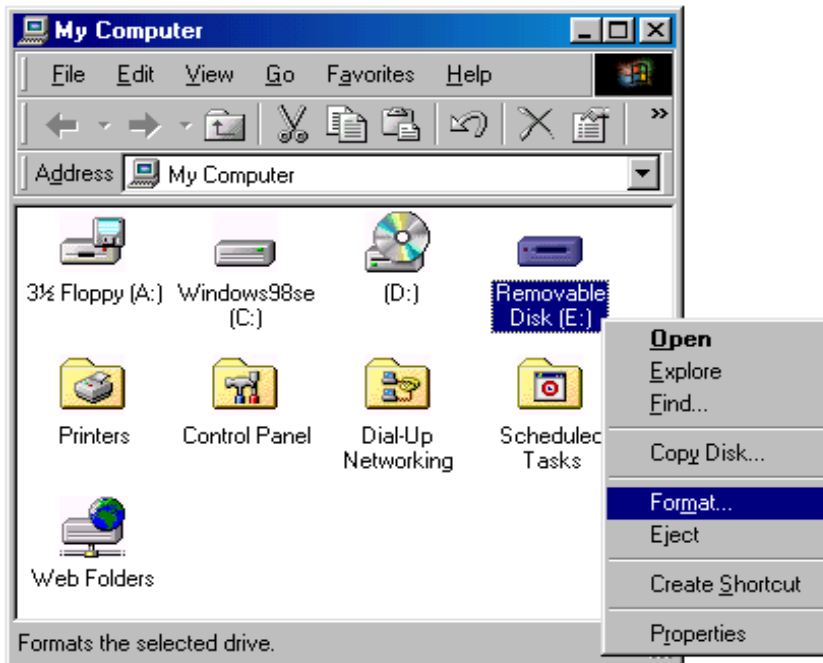 My Computer
File Edit View Go Favorites Help
Address My Computer
3½ Floppy (A:)
Windows98se
(C:)
(D:)
Removable
Disk (E:)
Printers
Control Panel
Dial-Up
Networking
Scheduled
Tasks
Web Folders
Open
Explore
Find...
Copy Disk...
Format...
Eject
Create Shortcut
Properties
Formats the selected drive.